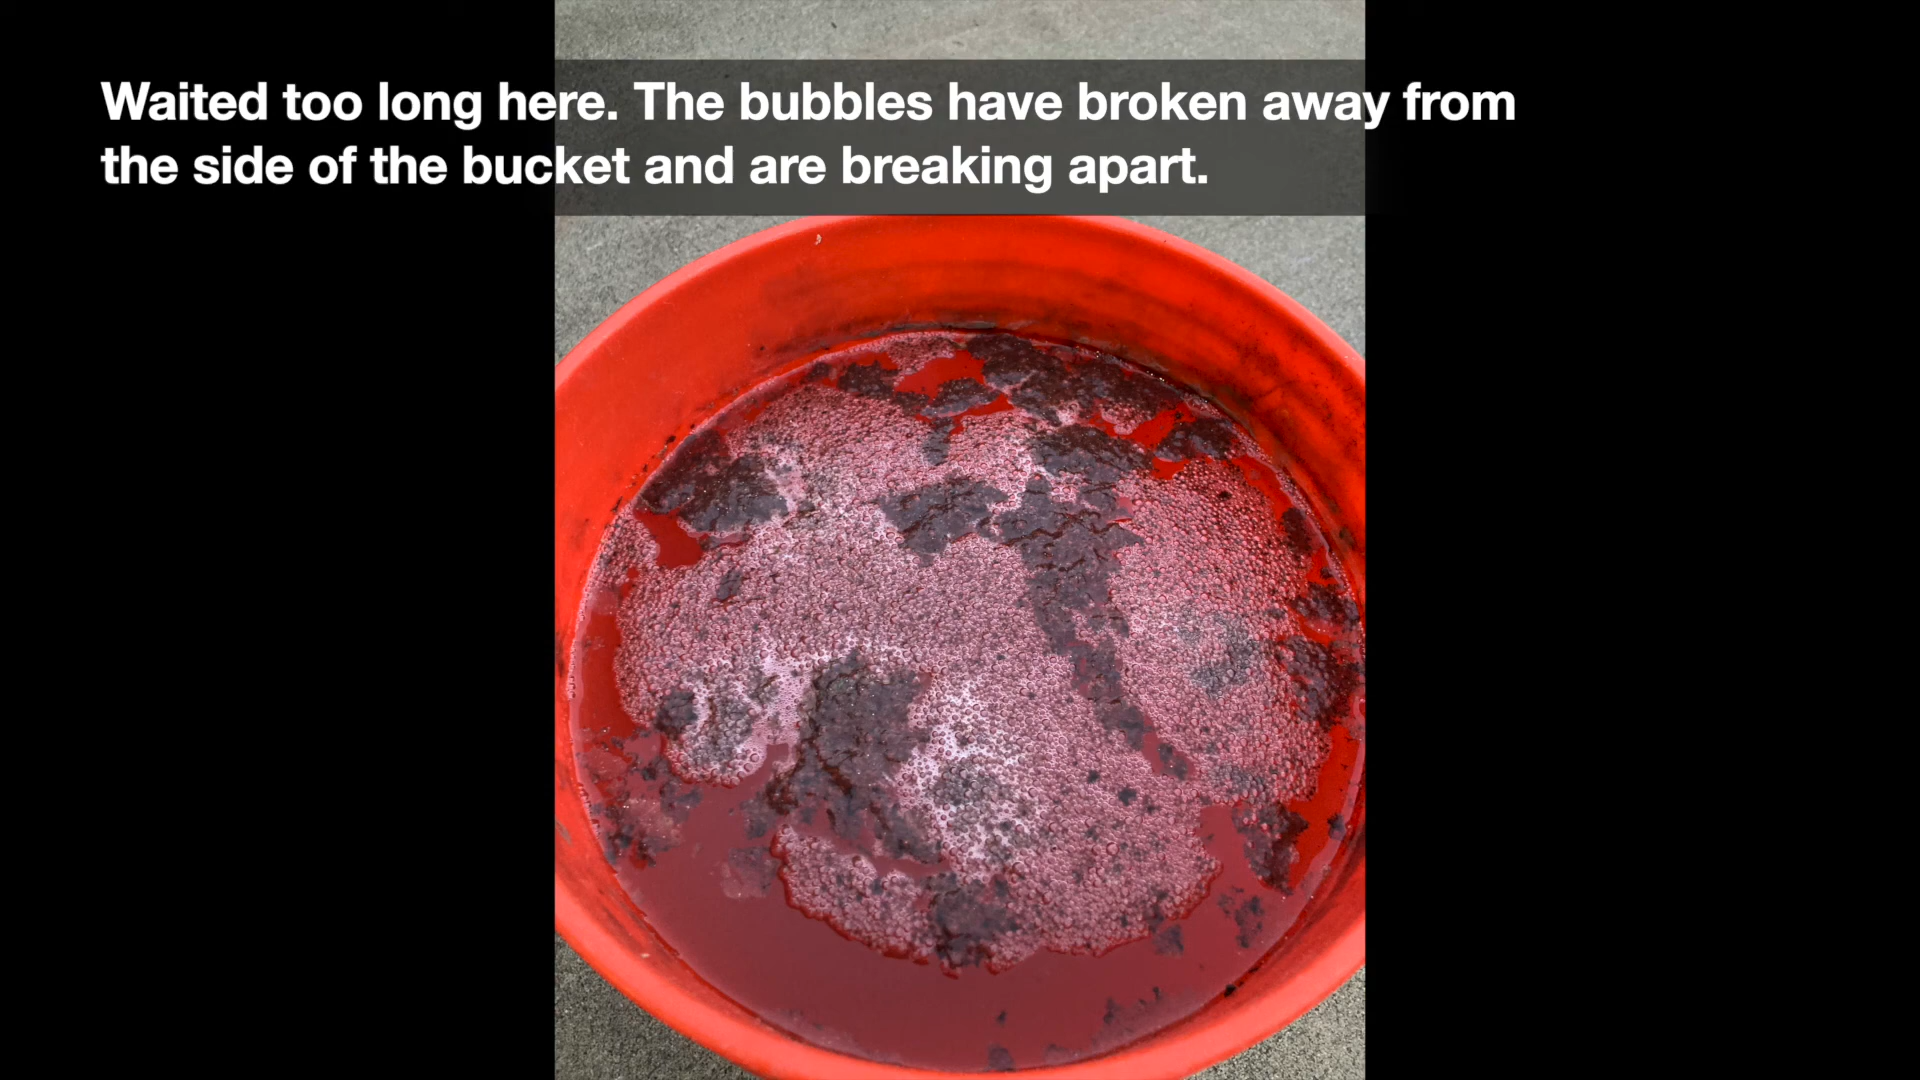 Waited too long here. The bubbles have broken away from
the side of the bucket and are breaking apart.